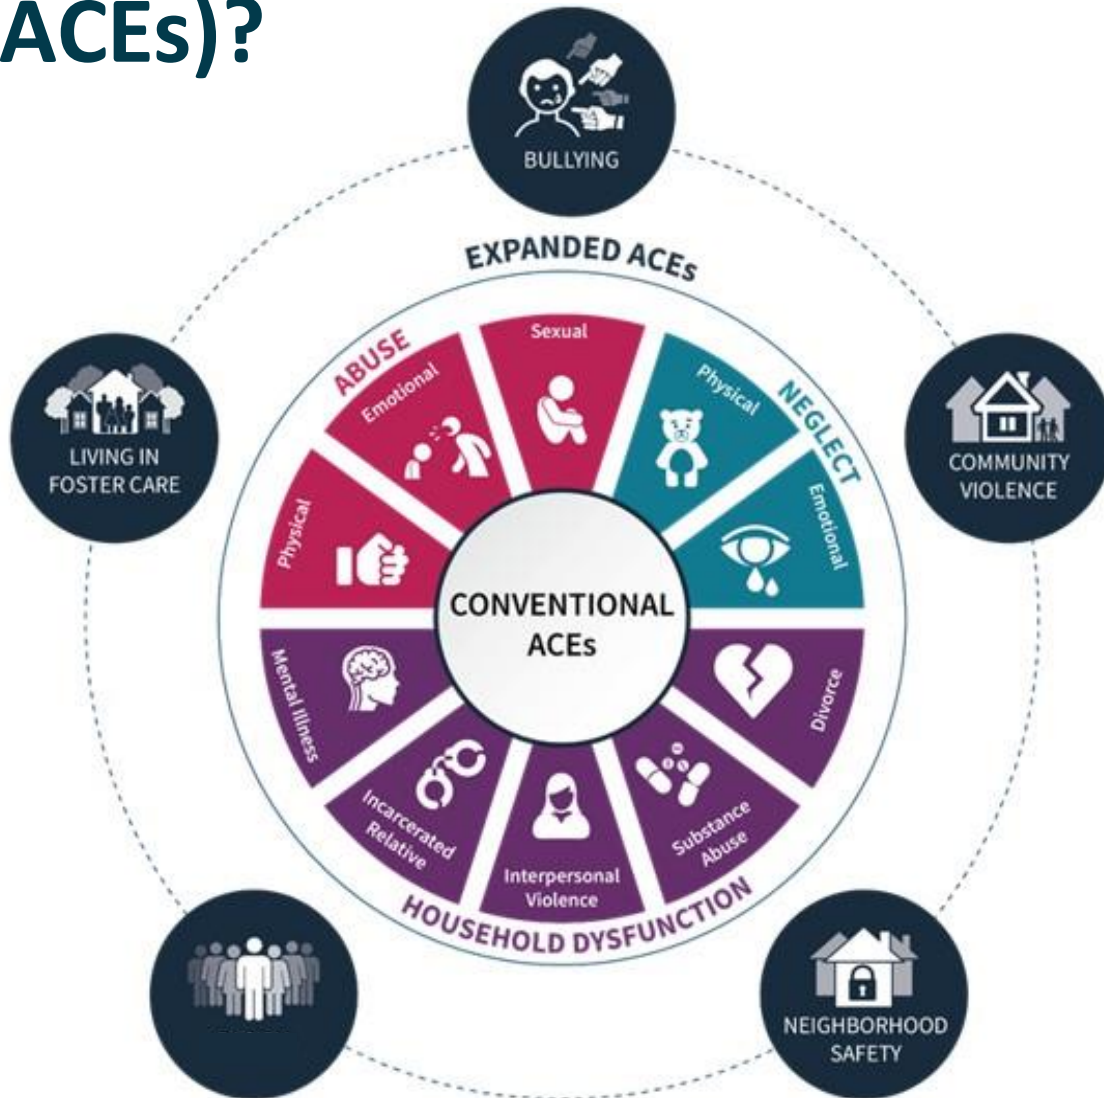 ACEs)?
BULLYING
EXPANDED ACEs
LIVING IN
FOSTER CARE
COMMUNITY
VIOLENCE
ABUSE
Physical
Emotional
Sexual
NEGLECT
Physical
Emotional
CONVENTIONAL
ACEs
Mental Illness
Incarcerated
Relative
Interpersonal
Violence
Substance
Abuse
Divorce
HOUSEHOLD DYSFUNCTION
NEIGHBORHOOD
SAFETY